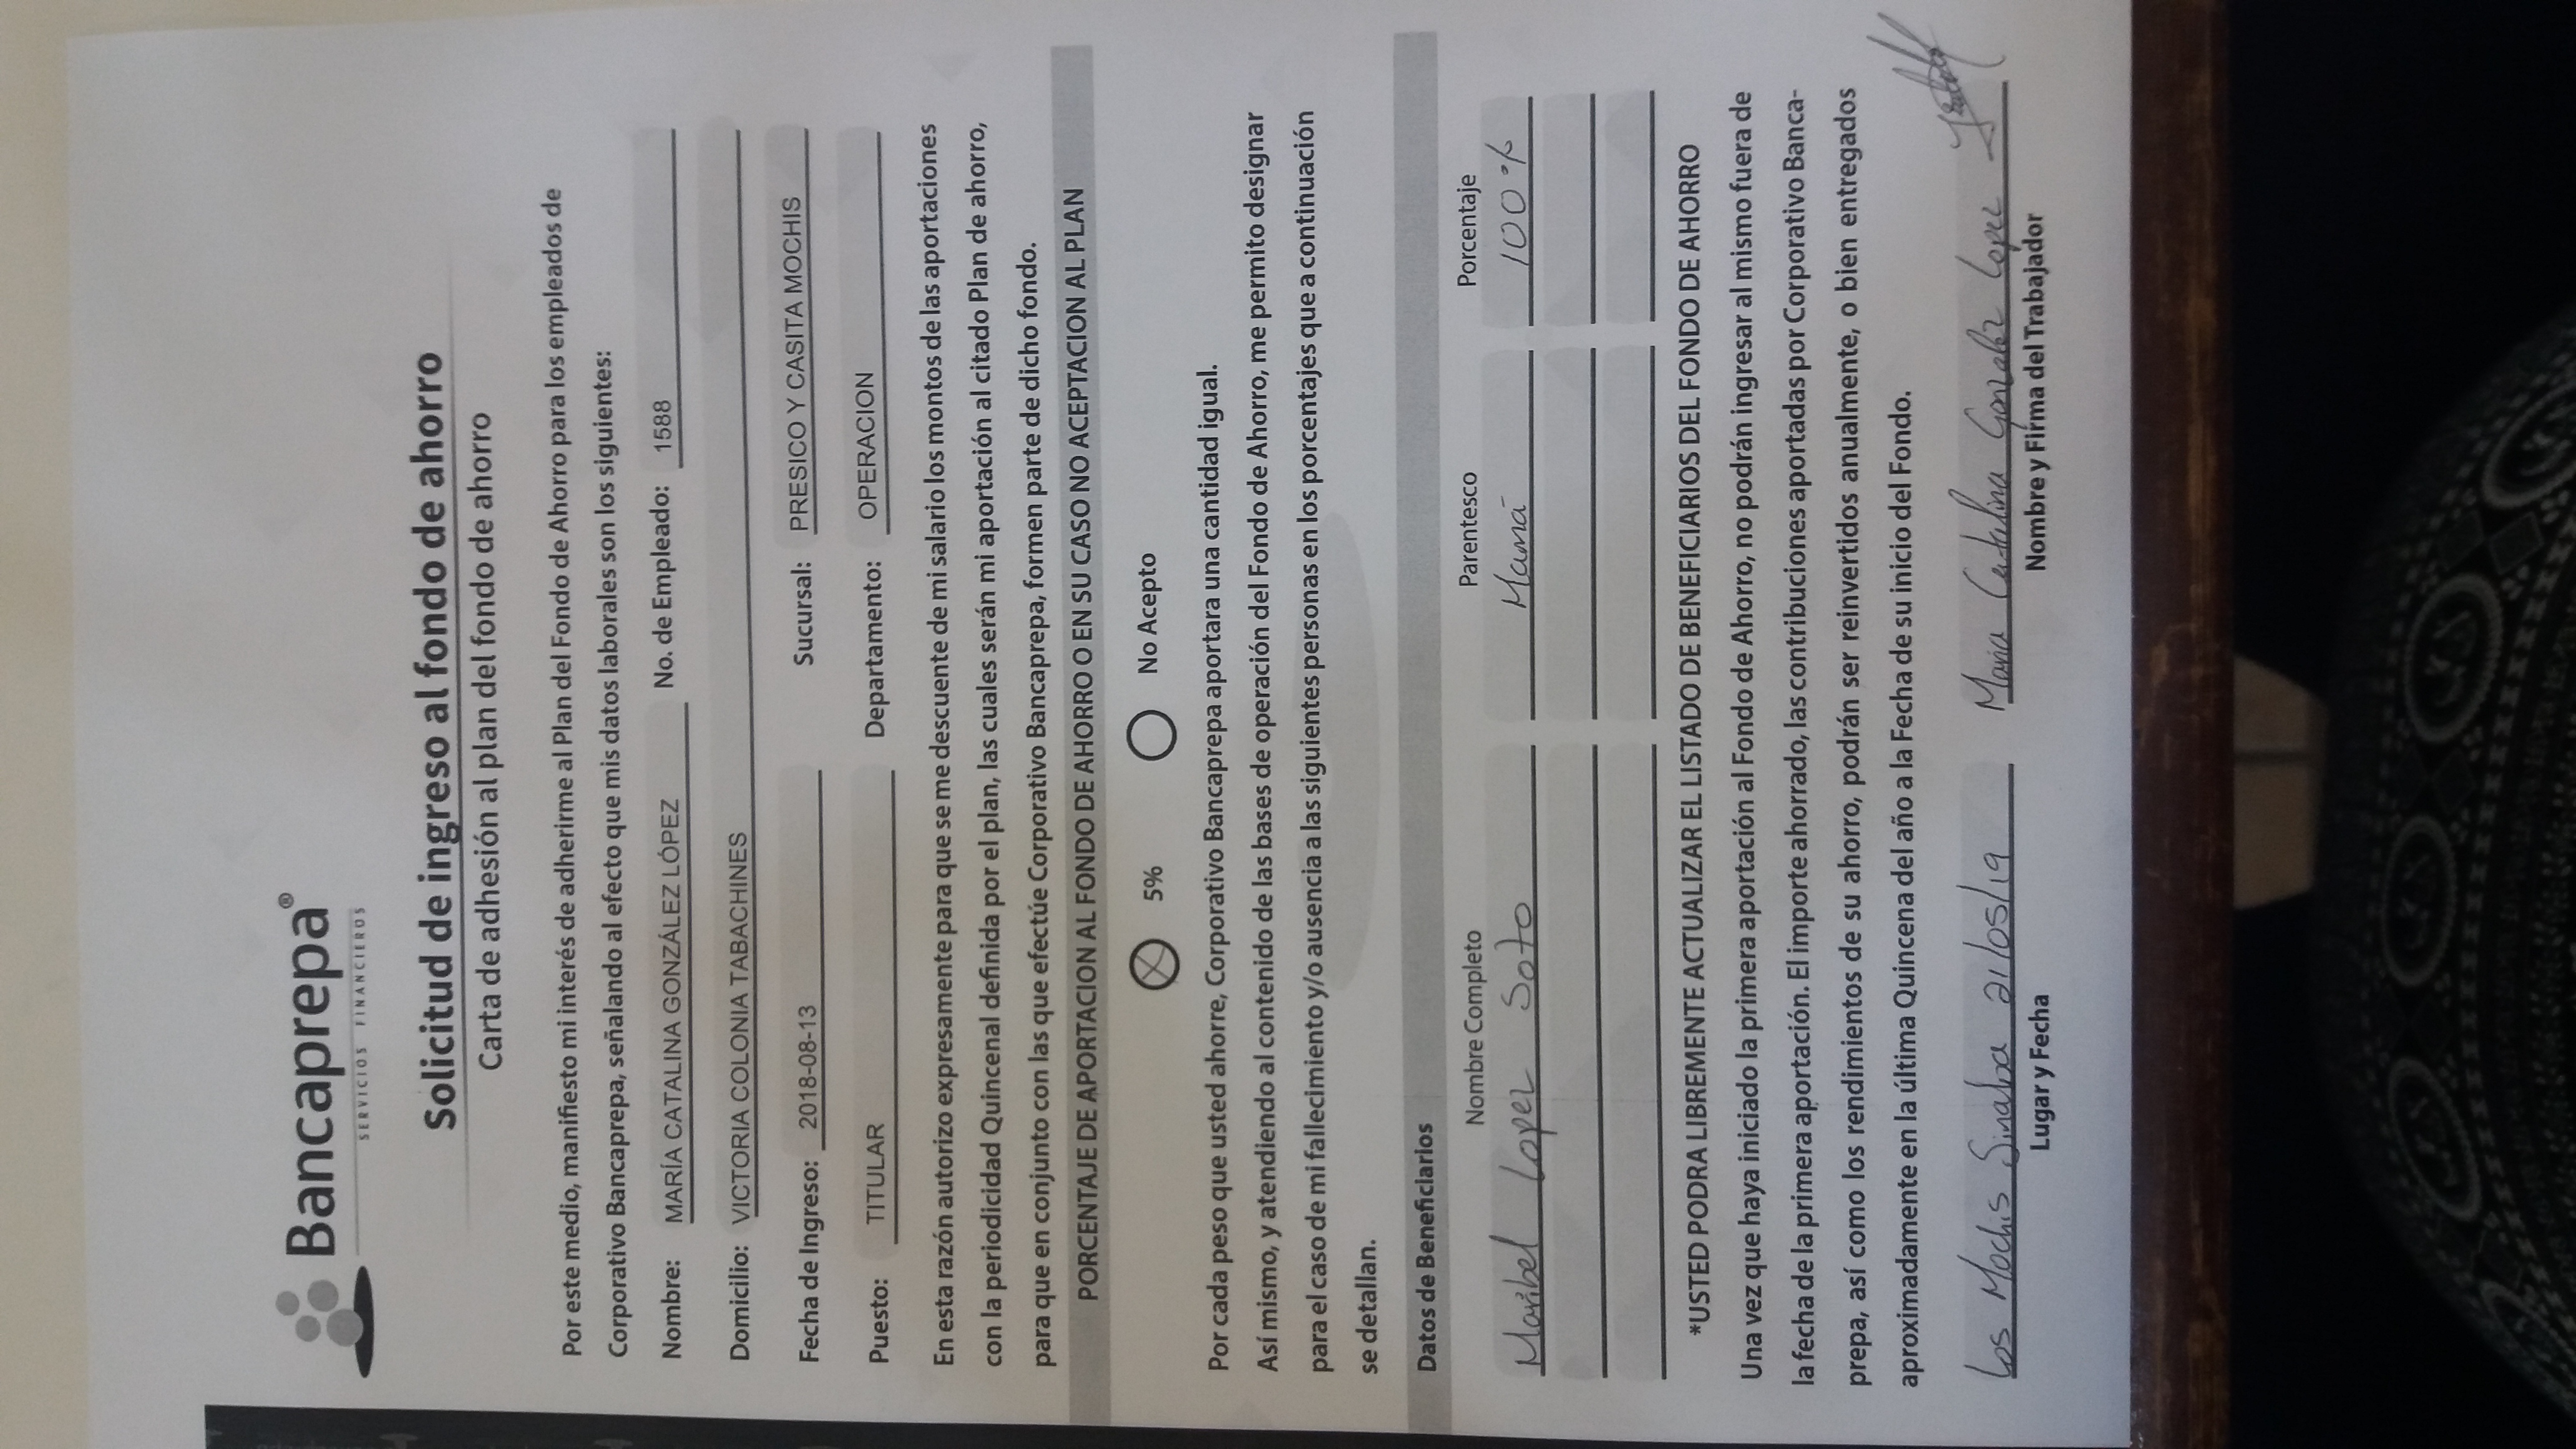 Bancaprepa®
SERVICIOS FINANCIEROS
Solicitud de ingreso al fondo de ahorro
Carta de adhesión al plan del fondo de ahorro
Por este medio, manifiesto mi interés de adherirme al Plan del Fondo de Ahorro para los empleados de
Corporativo Bancaprepa, señalando al efecto que mis datos laborales son los siguientes:
Nombre: MARÍA CATALINA GONZÁLEZ LÓPEZ No. de Empleado: 1588
Domicilio: VICTORIA COLONIA TABACHINES
Fecha de Ingreso: 2018-08-13 Sucursal: PRESICO Y CASITA MOCHIS
Puesto: TITULAR Departamento: OPERACION
En esta razón autorizo expresamente para que se me descuente de mi salario los montos de las aportaciones
con la periodicidad Quincenal definida por el plan, las cuales serán mi aportación al citado Plan de ahorro,
para que en conjunto con las que efectúe Corporativo Bancaprepa, formen parte de dicho fondo.
PORCENTAJE DE APORTACION AL FONDO DE AHORRO O EN SU CASO NO ACEPTACION AL PLAN
5% No Acepto
Por cada peso que usted ahorre, Corporativo Bancaprepa aportara una cantidad igual.
Así mismo, y atendiendo al contenido de las bases de operación del Fondo de Ahorro, me permito designar
para el caso de mi fallecimiento y/o ausencia a las siguientes personas en los porcentajes que a continuación
se detallan.
Datos de Beneficiarios
Nombre Completo Parentesco Porcentaje
Maribel Lopez Soto Mamá 100%
*USTED PODRA LIBREMENTE ACTUALIZAR EL LISTADO DE BENEFICIARIOS DEL FONDO DE AHORRO
Una vez que haya iniciado la primera aportación al Fondo de Ahorro, no podrán ingresar al mismo fuera de
la fecha de la primera aportación. El importe ahorrado, las contribuciones aportadas por Corporativo Banca-
prepa, así como los rendimientos de su ahorro, podrán ser reinvertidos anualmente, o bien entregados
aproximadamente en la última Quincena del año a la Fecha de su inicio del Fondo.
Los Mochis Sinaloa 21/05/19 Maria Catalina Gonzalez Lopez
Lugar y Fecha Nombre y Firma del Trabajador